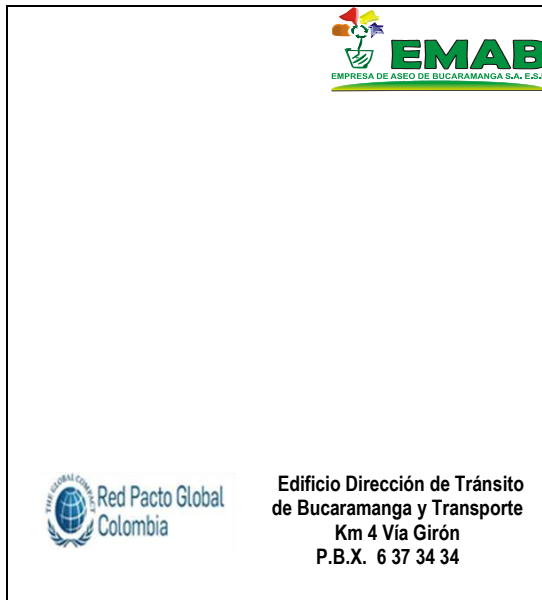 EMAB
EMPRESA DE ASEO DE BUCARAMANGA S.A. E.S.
THE GLOBAL COMPACT
Red Pacto Global
Colombia
Edificio Dirección de Tránsito
de Bucaramanga y Transporte
Km 4 Vía Girón
P.B.X. 6 37 34 34